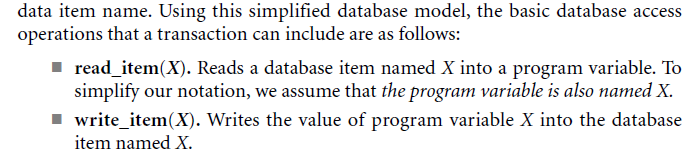 data item name. Using this simplified database model, the basic database access
operations that a transaction can include are as follows:
■ read_item(X). Reads a database item named X into a program variable. To
simplify our notation, we assume that the program variable is also named X.
■ write_item(X). Writes the value of program variable X into the database
item named X.